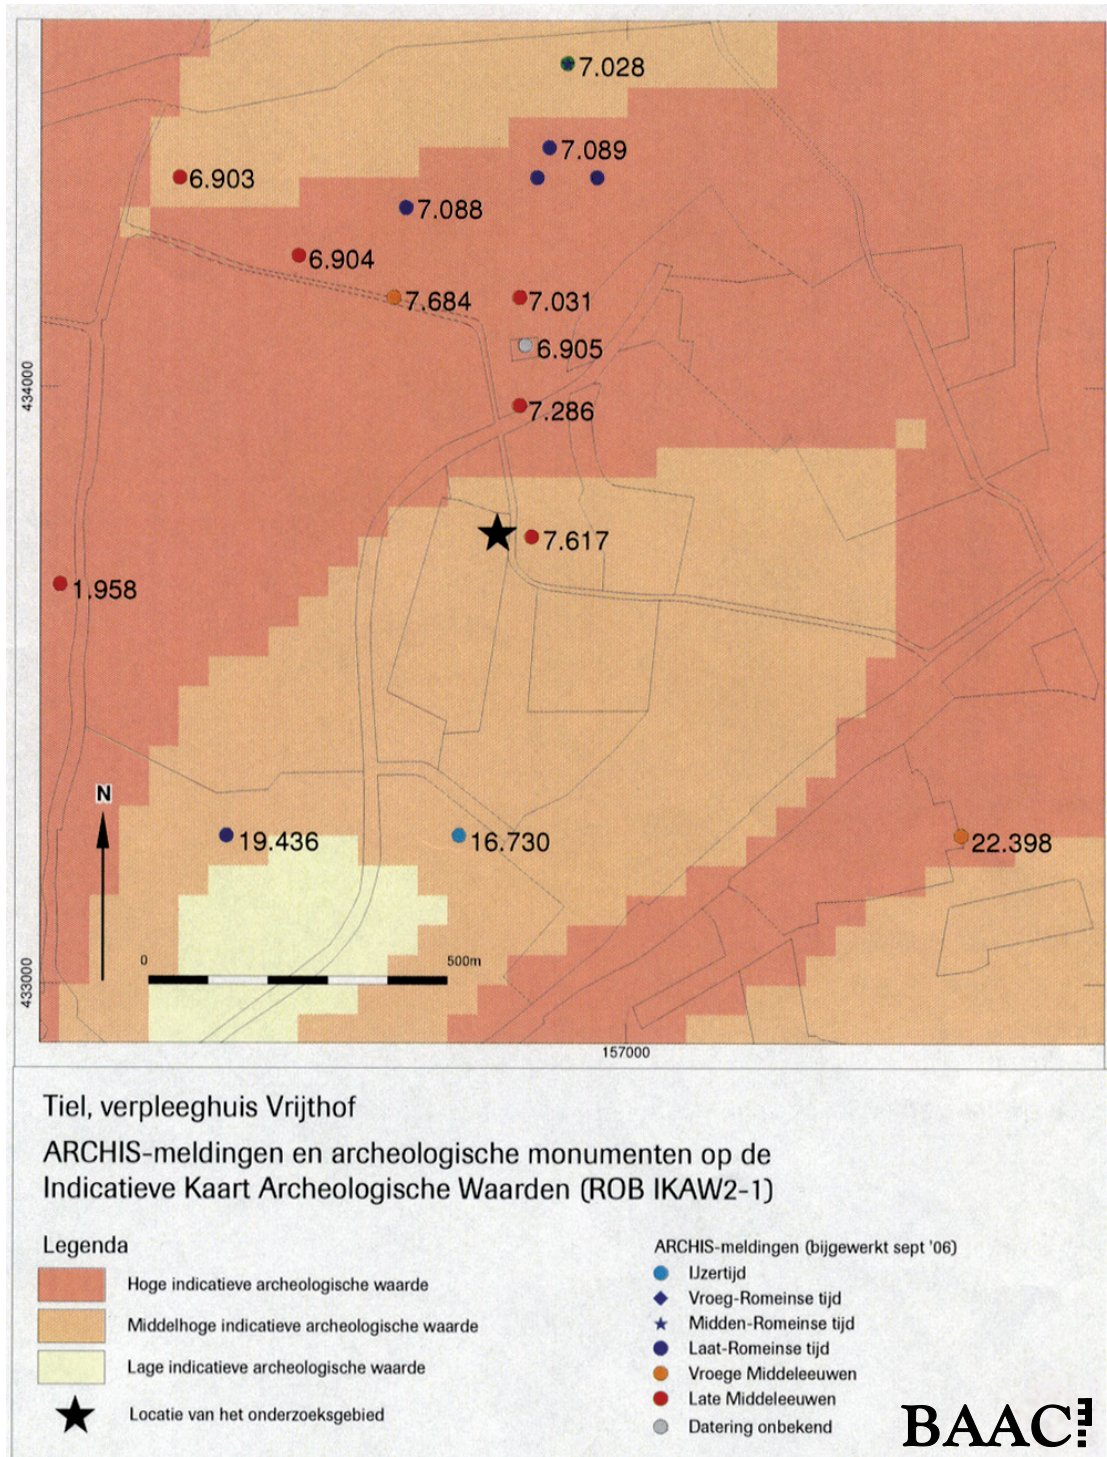 7.028
7.089
6.903
7.088
6.904
7.684
7.031
6.905
434000
7.286
7.617
1.958
N
19.436
16.730
22.398
0
500m
433000
157000
Tiel, verpleeghuis Vrijthof
ARCHIS-meldingen en archeologische monumenten op de
Indicatieve Kaart Archeologische Waarden (ROB IKAW2-1)
Legenda
Hoge indicatieve archeologische waarde
Middelhoge indicatieve archeologische waarde
Lage indicatieve archeologische waarde
Locatie van het onderzoeksgebied
ARCHIS-meldingen (bijgewerkt sept '06)
IJzertijd
Vroeg-Romeinse tijd
Midden-Romeinse tijd
Laat-Romeinse tijd
Vroege Middeleeuwen
Late Middeleeuwen
Datering onbekend
BAAC